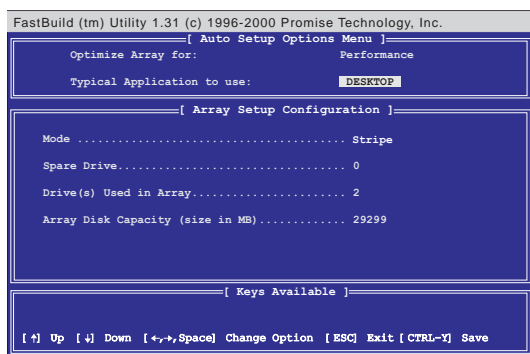 FastBuild (tm) Utility 1.31 (c) 1996-2000 Promise Technology, Inc.
[ Auto Setup Options Menu ]
Optimize Array for: Performance
Typical Application to use: DESKTOP
[ Array Setup Configuration ]
Mode ........................................ Stripe
Spare Drive.................................. 0
Drive(s) Used in Array....................... 2
Array Disk Capacity (size in MB)............. 29299
[ Keys Available ]
[↑] Up [↓] Down [←,→,Space] Change Option [ESC] Exit [CTRL-Y] Save